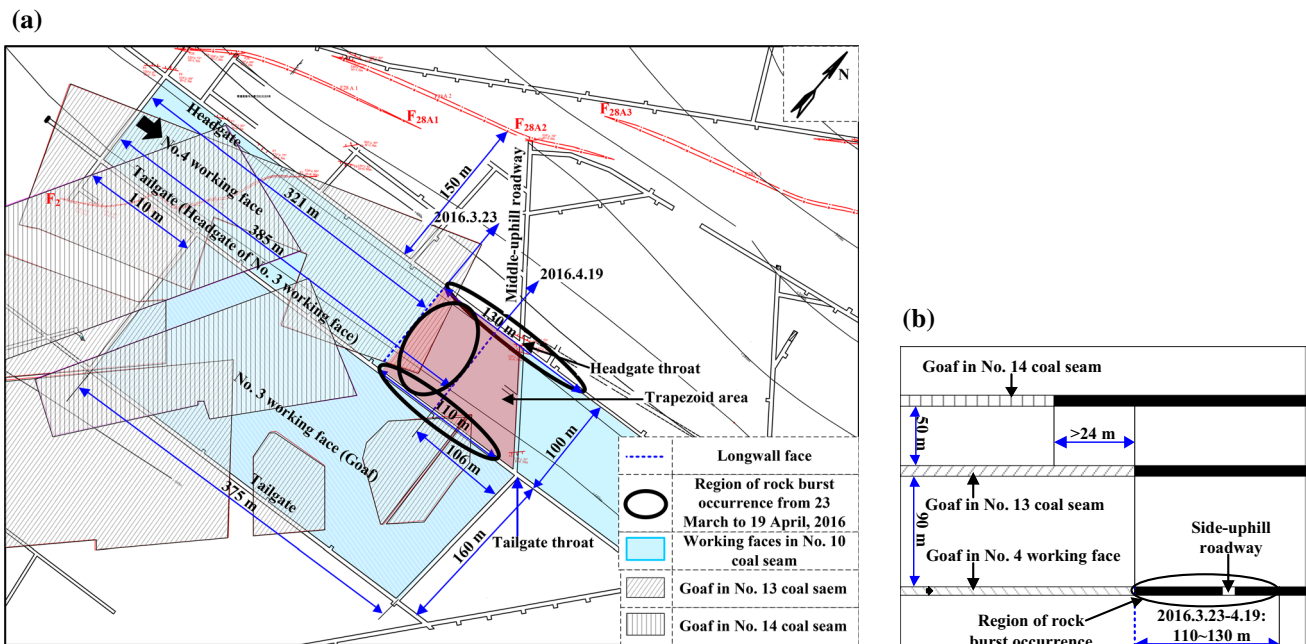 (a)
N
F28A1
F28A2
F28A3
F2
Headgate
No.4 working face
Tailgate (Headgate of No. 3 working face)
110 m
321 m
385 m
150 m
2016.3.23
2016.4.19
Middle-uphill roadway
130 m
Headgate throat
Trapezoid area
110 m
106 m
100 m
No. 3 working face (Goaf)
Tailgate
375 m
160 m
Tailgate throat
Longwall face
Region of rock burst
occurrence from 23
March to 19 April, 2016
Working faces in No. 10
coal seam
Goaf in No. 13 coal saem
Goaf in No. 14 coal seam
(b)
Goaf in No. 14 coal seam
50 m
>24 m
Goaf in No. 13 coal seam
90 m
Goaf in No. 4 working face
Side-uphill
roadway
Region of rock
burst occurrence
2016.3.23-4.19:
110~130 m